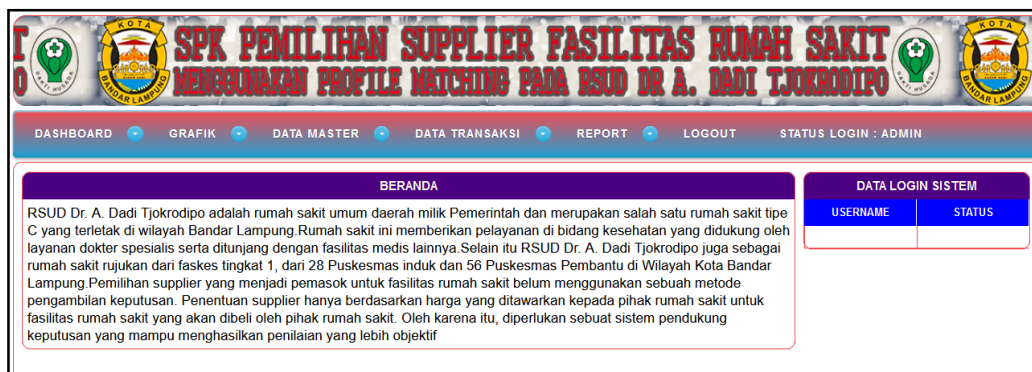 T
O
KOTA
BANDAR LAMPUNG
SPK PEMILIHAN SUPPLIER FASILITAS RUMAH SAKIT
MENGGUNAKAN PROFILE MATCHING PADA RSUD DR A. DADI TJOKRODIPO
BAKTI HUSADA
KOTA
BANDAR LAMPUNG
DASHBOARD GRAFIK DATA MASTER DATA TRANSAKSI REPORT LOGOUT STATUS LOGIN : ADMIN
BERANDA
RSUD Dr. A. Dadi Tjokrodipo adalah rumah sakit umum daerah milik Pemerintah dan merupakan salah satu rumah sakit tipe
C yang terletak di wilayah Bandar Lampung.Rumah sakit ini memberikan pelayanan di bidang kesehatan yang didukung oleh
layanan dokter spesialis serta ditunjang dengan fasilitas medis lainnya.Selain itu RSUD Dr. A. Dadi Tjokrodipo juga sebagai
rumah sakit rujukan dari faskes tingkat 1, dari 28 Puskesmas induk dan 56 Puskesmas Pembantu di Wilayah Kota Bandar
Lampung.Pemilihan supplier yang menjadi pemasok untuk fasilitas rumah sakit belum menggunakan sebuah metode
pengambilan keputusan. Penentuan supplier hanya berdasarkan harga yang ditawarkan kepada pihak rumah sakit untuk
fasilitas rumah sakit yang akan dibeli oleh pihak rumah sakit. Oleh karena itu, diperlukan sebuat sistem pendukung
keputusan yang mampu menghasilkan penilaian yang lebih objektif
DATA LOGIN SISTEM
USERNAME STATUS